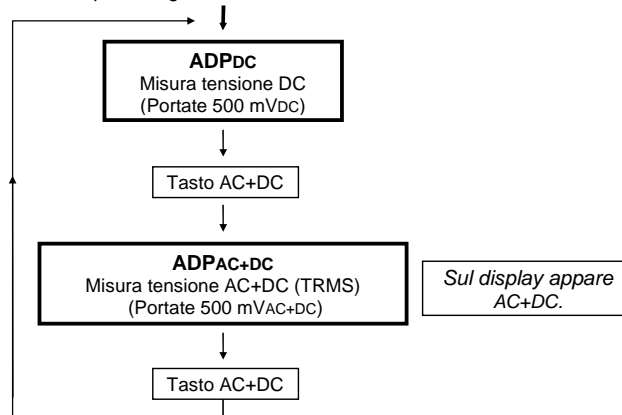 ADPDC
Misura tensione DC
(Portate 500 mVDC)
Tasto AC+DC
ADPAC+DC
Misura tensione AC+DC (TRMS)
(Portate 500 mVAC+DC)
Sul display appare
AC+DC.
Tasto AC+DC